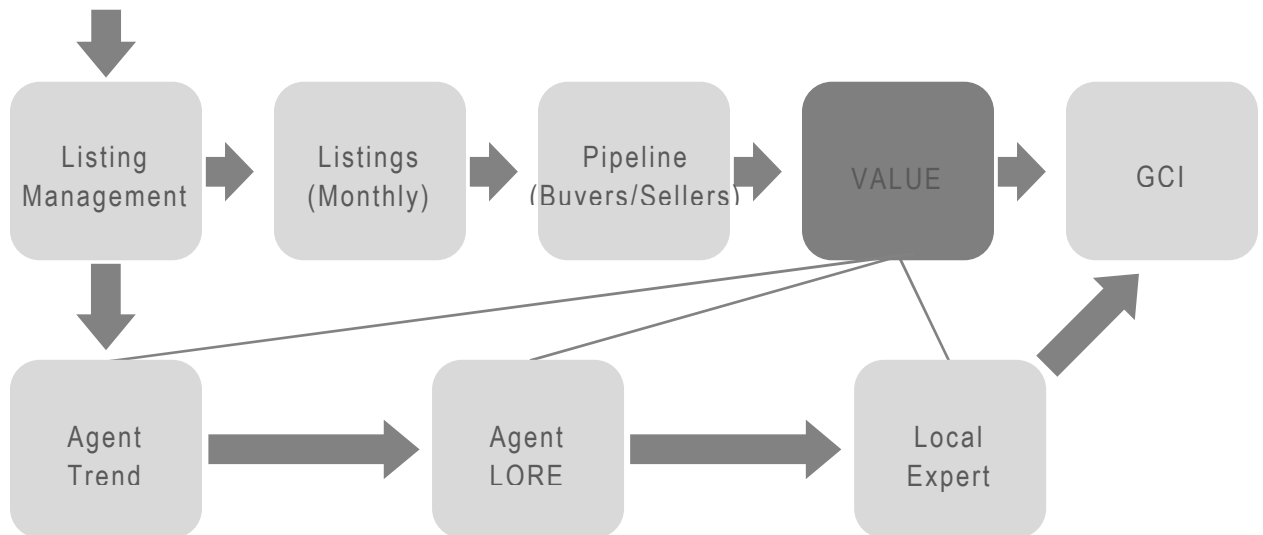 Listing
Management
Listings
(Monthly)
Pipeline
(Buyers/Sellers)
VALUE
GCI
Agent
Trend
Agent
LORE
Local
Expert